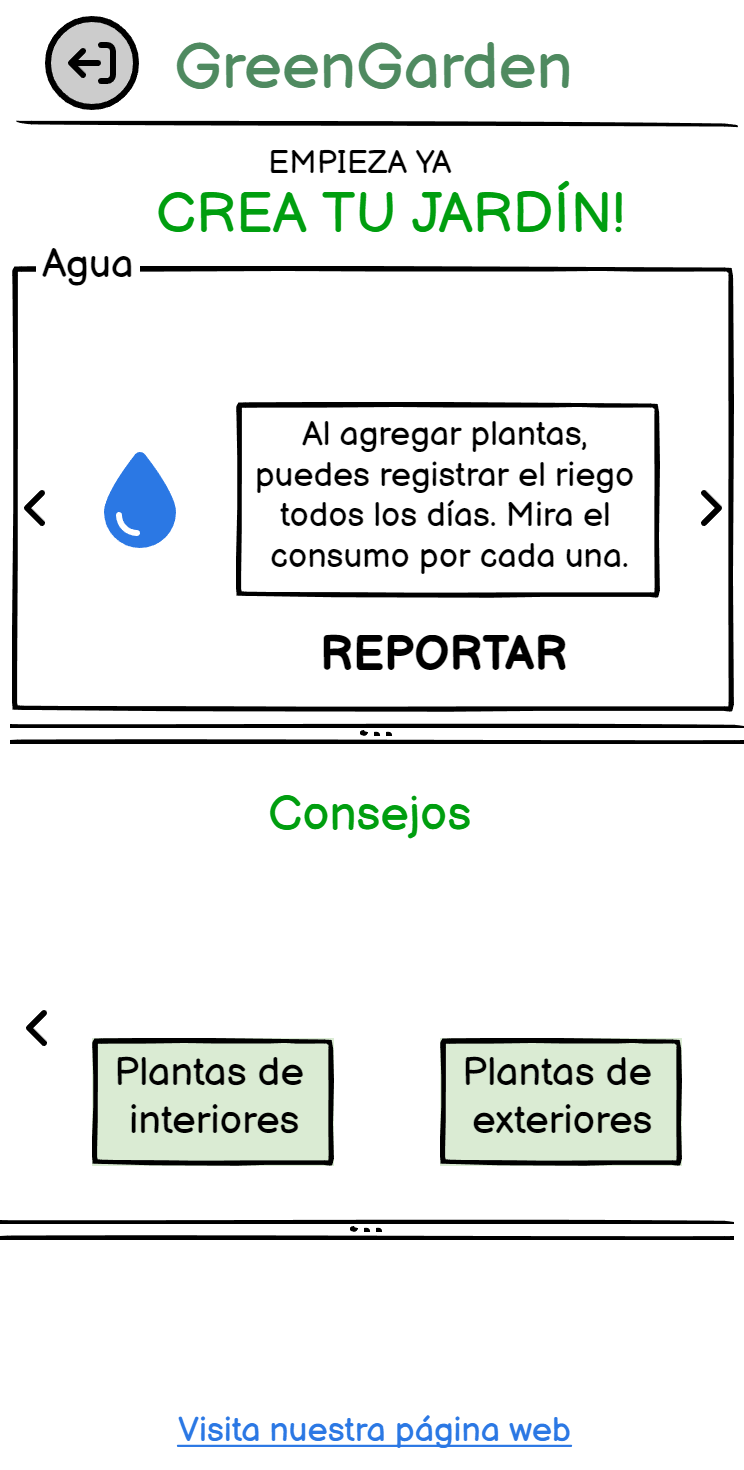 GreenGarden
EMPIEZA YA
CREA TU JARDÍN!
Agua
Al agregar plantas,
puedes registrar el riego
todos los días. Mira el
consumo por cada una.
REPORTAR
Consejos
Plantas de
interiores
Plantas de
exteriores
Visita nuestra página web